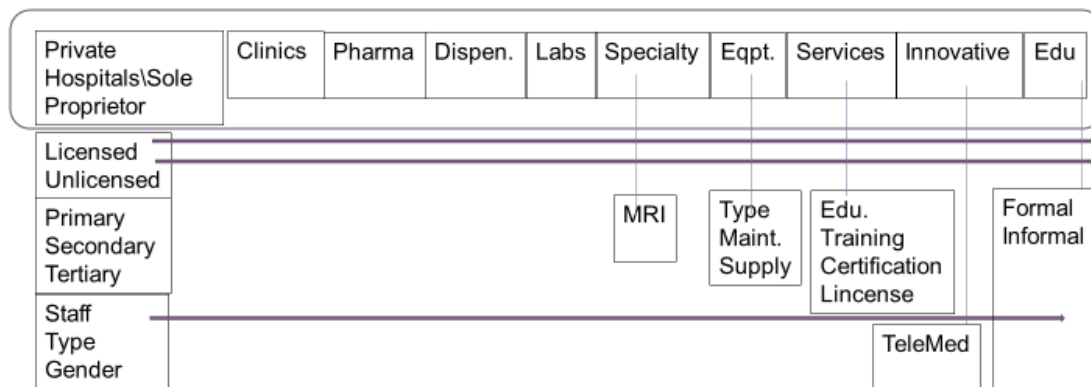 Private
Hospitals\Sole
Proprietor
Clinics
Pharma
Dispen.
Labs
Specialty
Eqpt.
Services
Innovative
Edu
Licensed
Unlicensed
Primary
Secondary
Tertiary
Staff
Type
Gender
MRI
Type
Maint.
Supply
Edu.
Training
Certification
Lincense
TeleMed
Formal
Informal